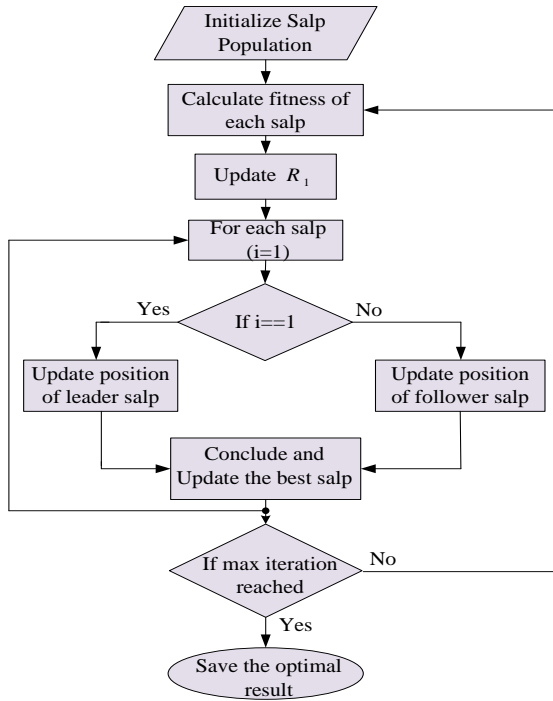 Initialize Salp
Population
Calculate fitness of
each salp
Update R1
For each salp
(i=1)
If i==1
Yes
No
Update position
of leader salp
Update position
of follower salp
Conclude and
Update the best salp
If max iteration
reached
No
Yes
Save the optimal
result